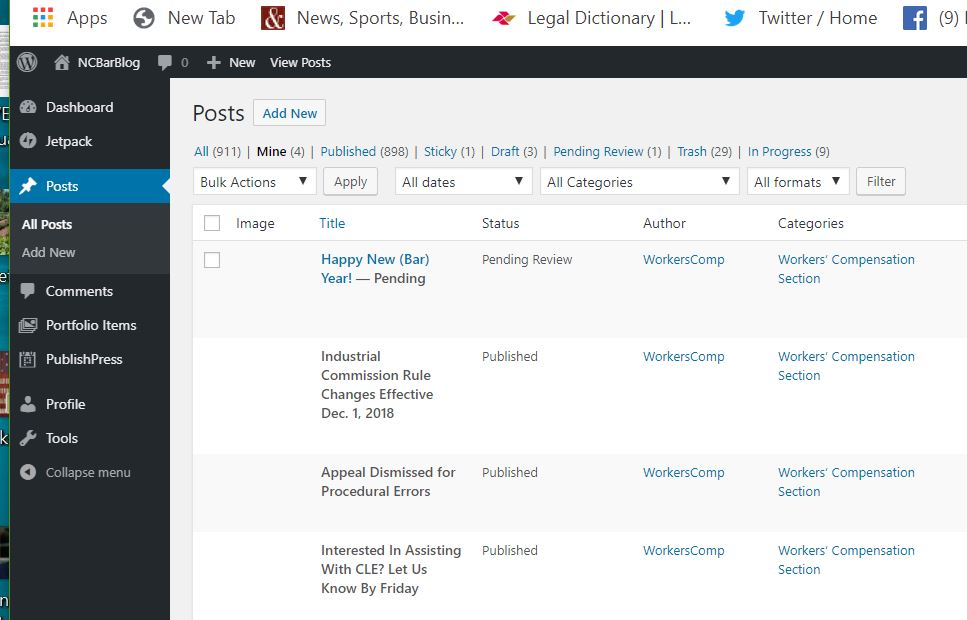 Apps New Tab News, Sports, Busin... Legal Dictionary | L... Twitter / Home (9)
NCBarBlog 0 New View Posts
Dashboard
Jetpack
Posts
All Posts
Add New
Comments
Portfolio Items
PublishPress
Profile
Tools
Collapse menu
Posts Add New
All (911) | Mine (4) | Published (898) | Sticky (1) | Draft (3) | Pending Review (1) | Trash (29) | In Progress (9)
Bulk Actions Apply All dates All Categories All formats Filter
Image Title Status Author Categories
Happy New (Bar) Pending Review WorkersComp Workers' Compensation
Year! — Pending Section
Industrial Published WorkersComp Workers' Compensation
Commission Rule Section
Changes Effective
Dec. 1, 2018
Appeal Dismissed for Published WorkersComp Workers' Compensation
Procedural Errors Section
Interested In Assisting Published WorkersComp Workers' Compensation
With CLE? Let Us Section
Know By Friday